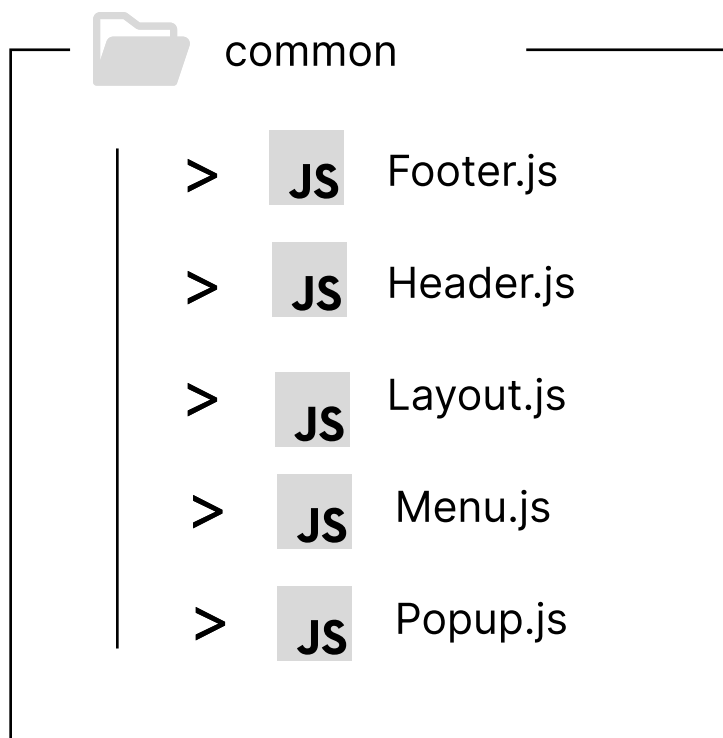 common
> JS Footer.js
> JS Header.js
> JS Layout.js
> JS Menu.js
> JS Popup.js